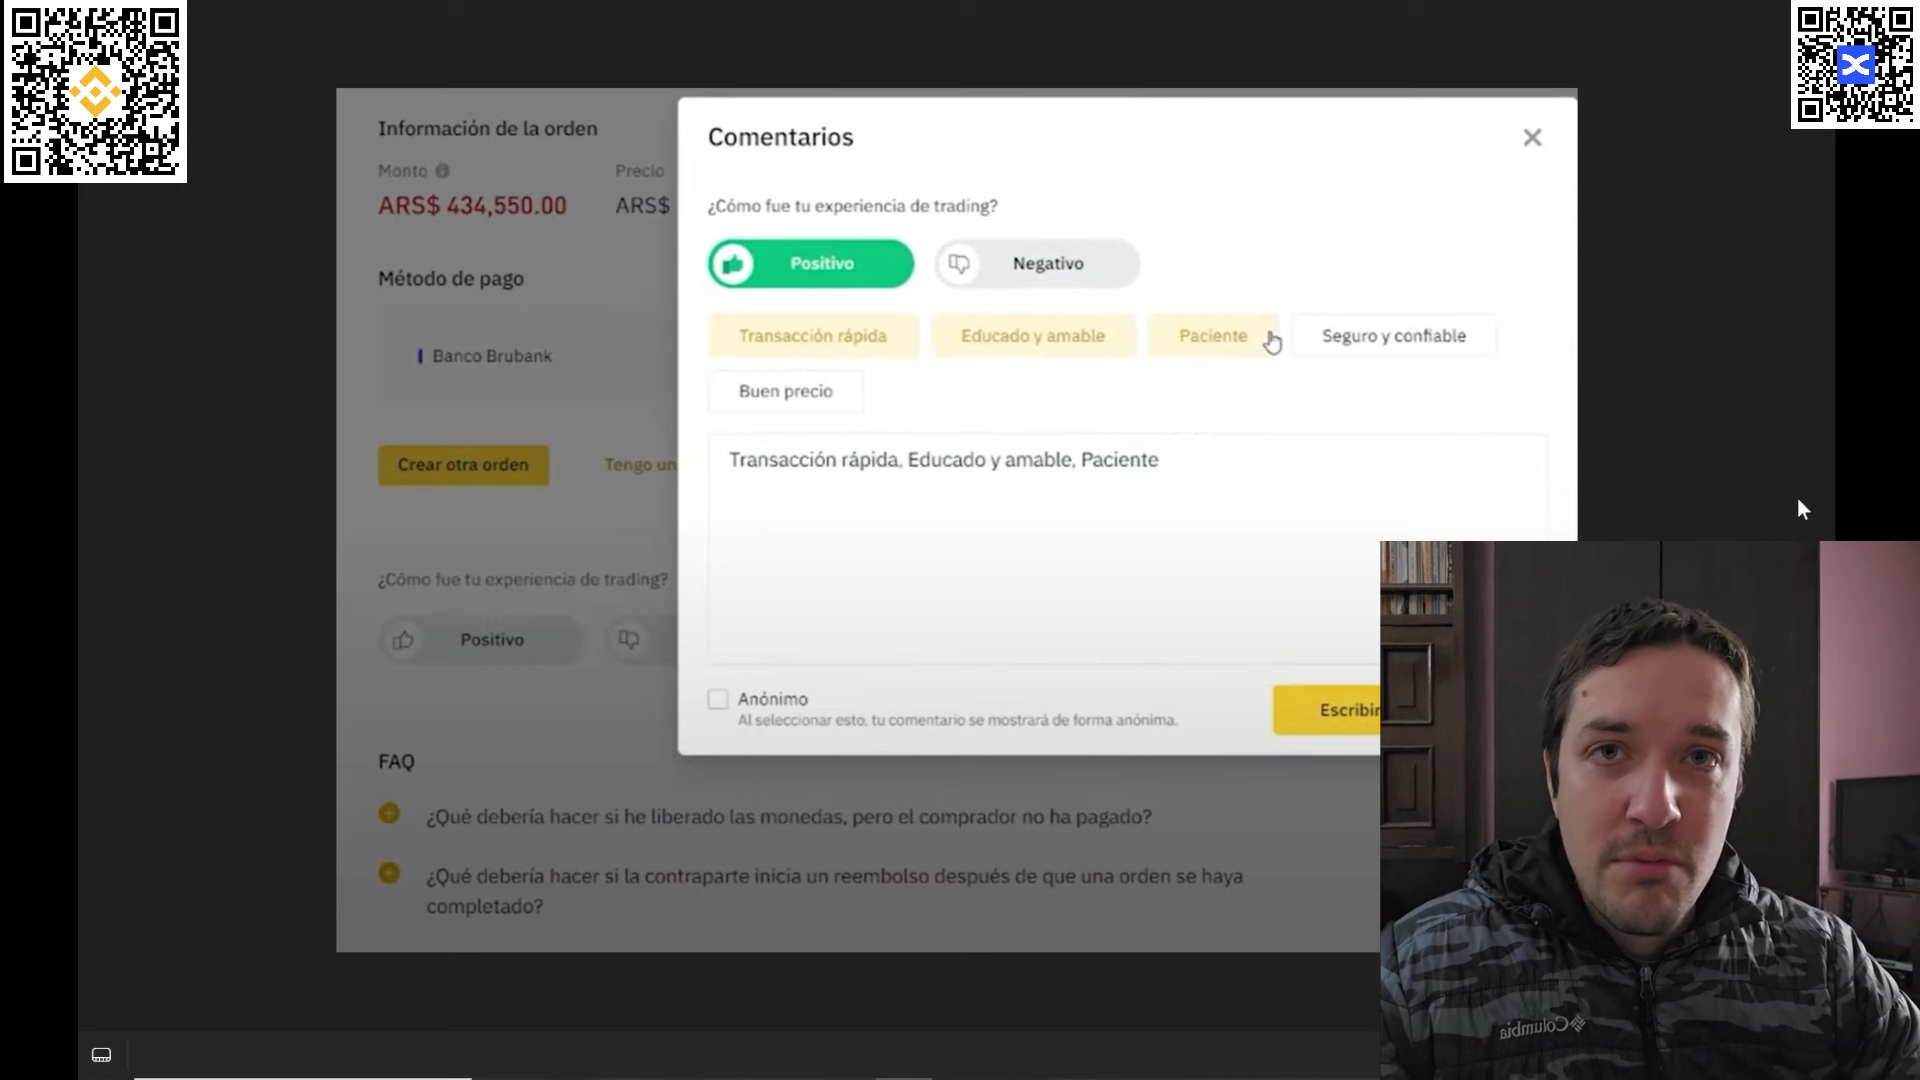 Información de la orden
Monto
Precio
ARS$ 434,550.00
ARS$
Método de pago
Banco Brubank
Crear otra orden
Tengo un
¿Cómo fue tu experiencia de trading?
Positivo
FAQ
¿Qué debería hacer si he liberado las monedas, pero el comprador no ha pagado?
¿Qué debería hacer si la contraparte inicia un reembolso después de que una orden se haya
completado?
Comentarios
¿Cómo fue tu experiencia de trading?
Positivo
Negativo
Transacción rápida
Educado y amable
Paciente
Seguro y confiable
Buen precio
Transacción rápida, Educado y amable, Paciente
Anónimo
Al seleccionar esto, tu comentario se mostrará de forma anónima.
Escribir
Columbia